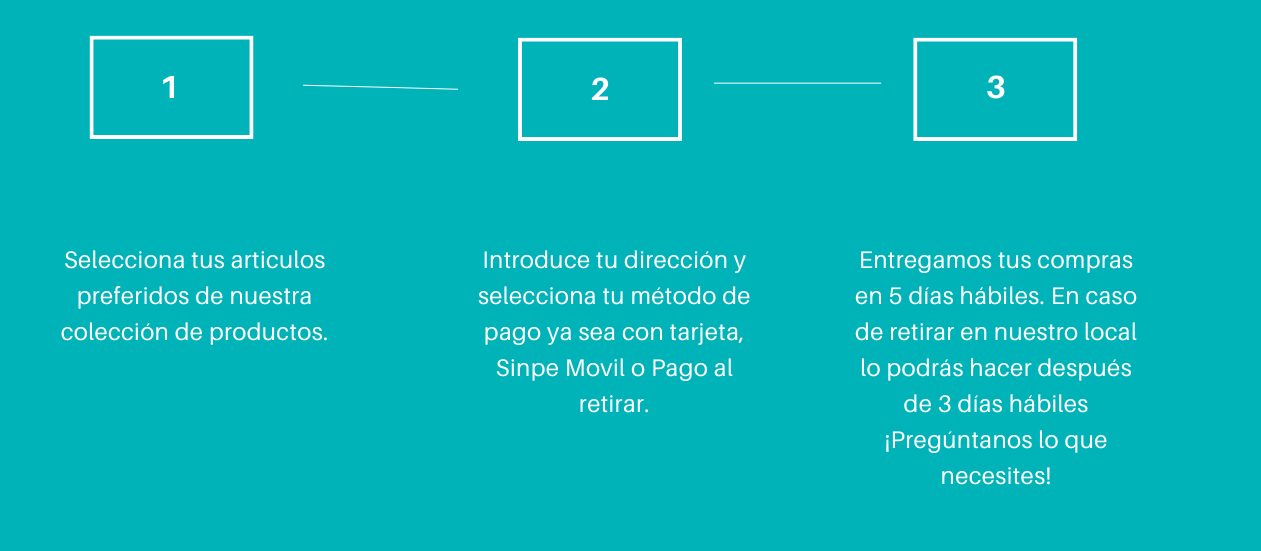 1
Selecciona tus articulos
preferidos de nuestra
colección de productos.
2
Introduce tu dirección y
selecciona tu método de
pago ya sea con tarjeta,
Sinpe Movil o Pago al
retirar.
3
Entregamos tus compras
en 5 días hábiles. En caso
de retirar en nuestro local
lo podrás hacer después
de 3 días hábiles
¡Pregúntanos lo que
necesites!